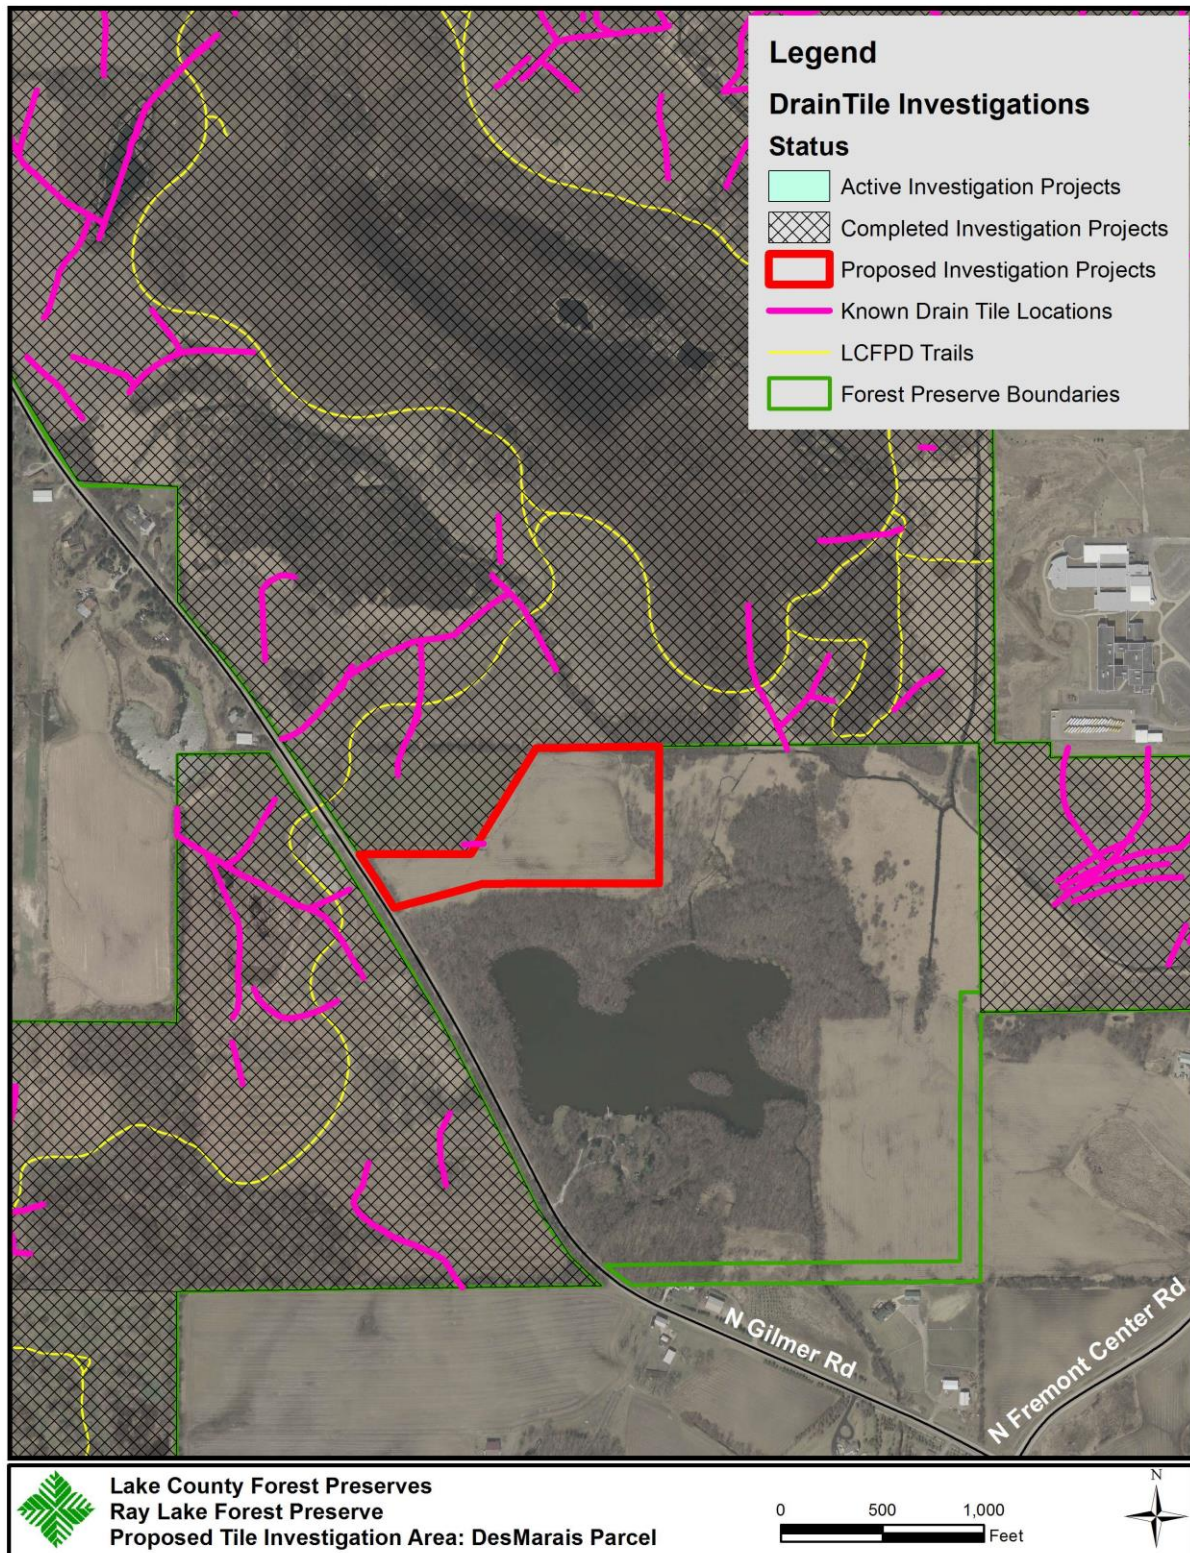 Legend
DrainTile Investigations
Status
Active Investigation Projects
Completed Investigation Projects
Proposed Investigation Projects
Known Drain Tile Locations
LCFPD Trails
Forest Preserve Boundaries
N Gilmer Rd
N Fremont Center Rd
Lake County Forest Preserves
Ray Lake Forest Preserve
Proposed Tile Investigation Area: DesMarais Parcel
0 500 1,000
Feet
N